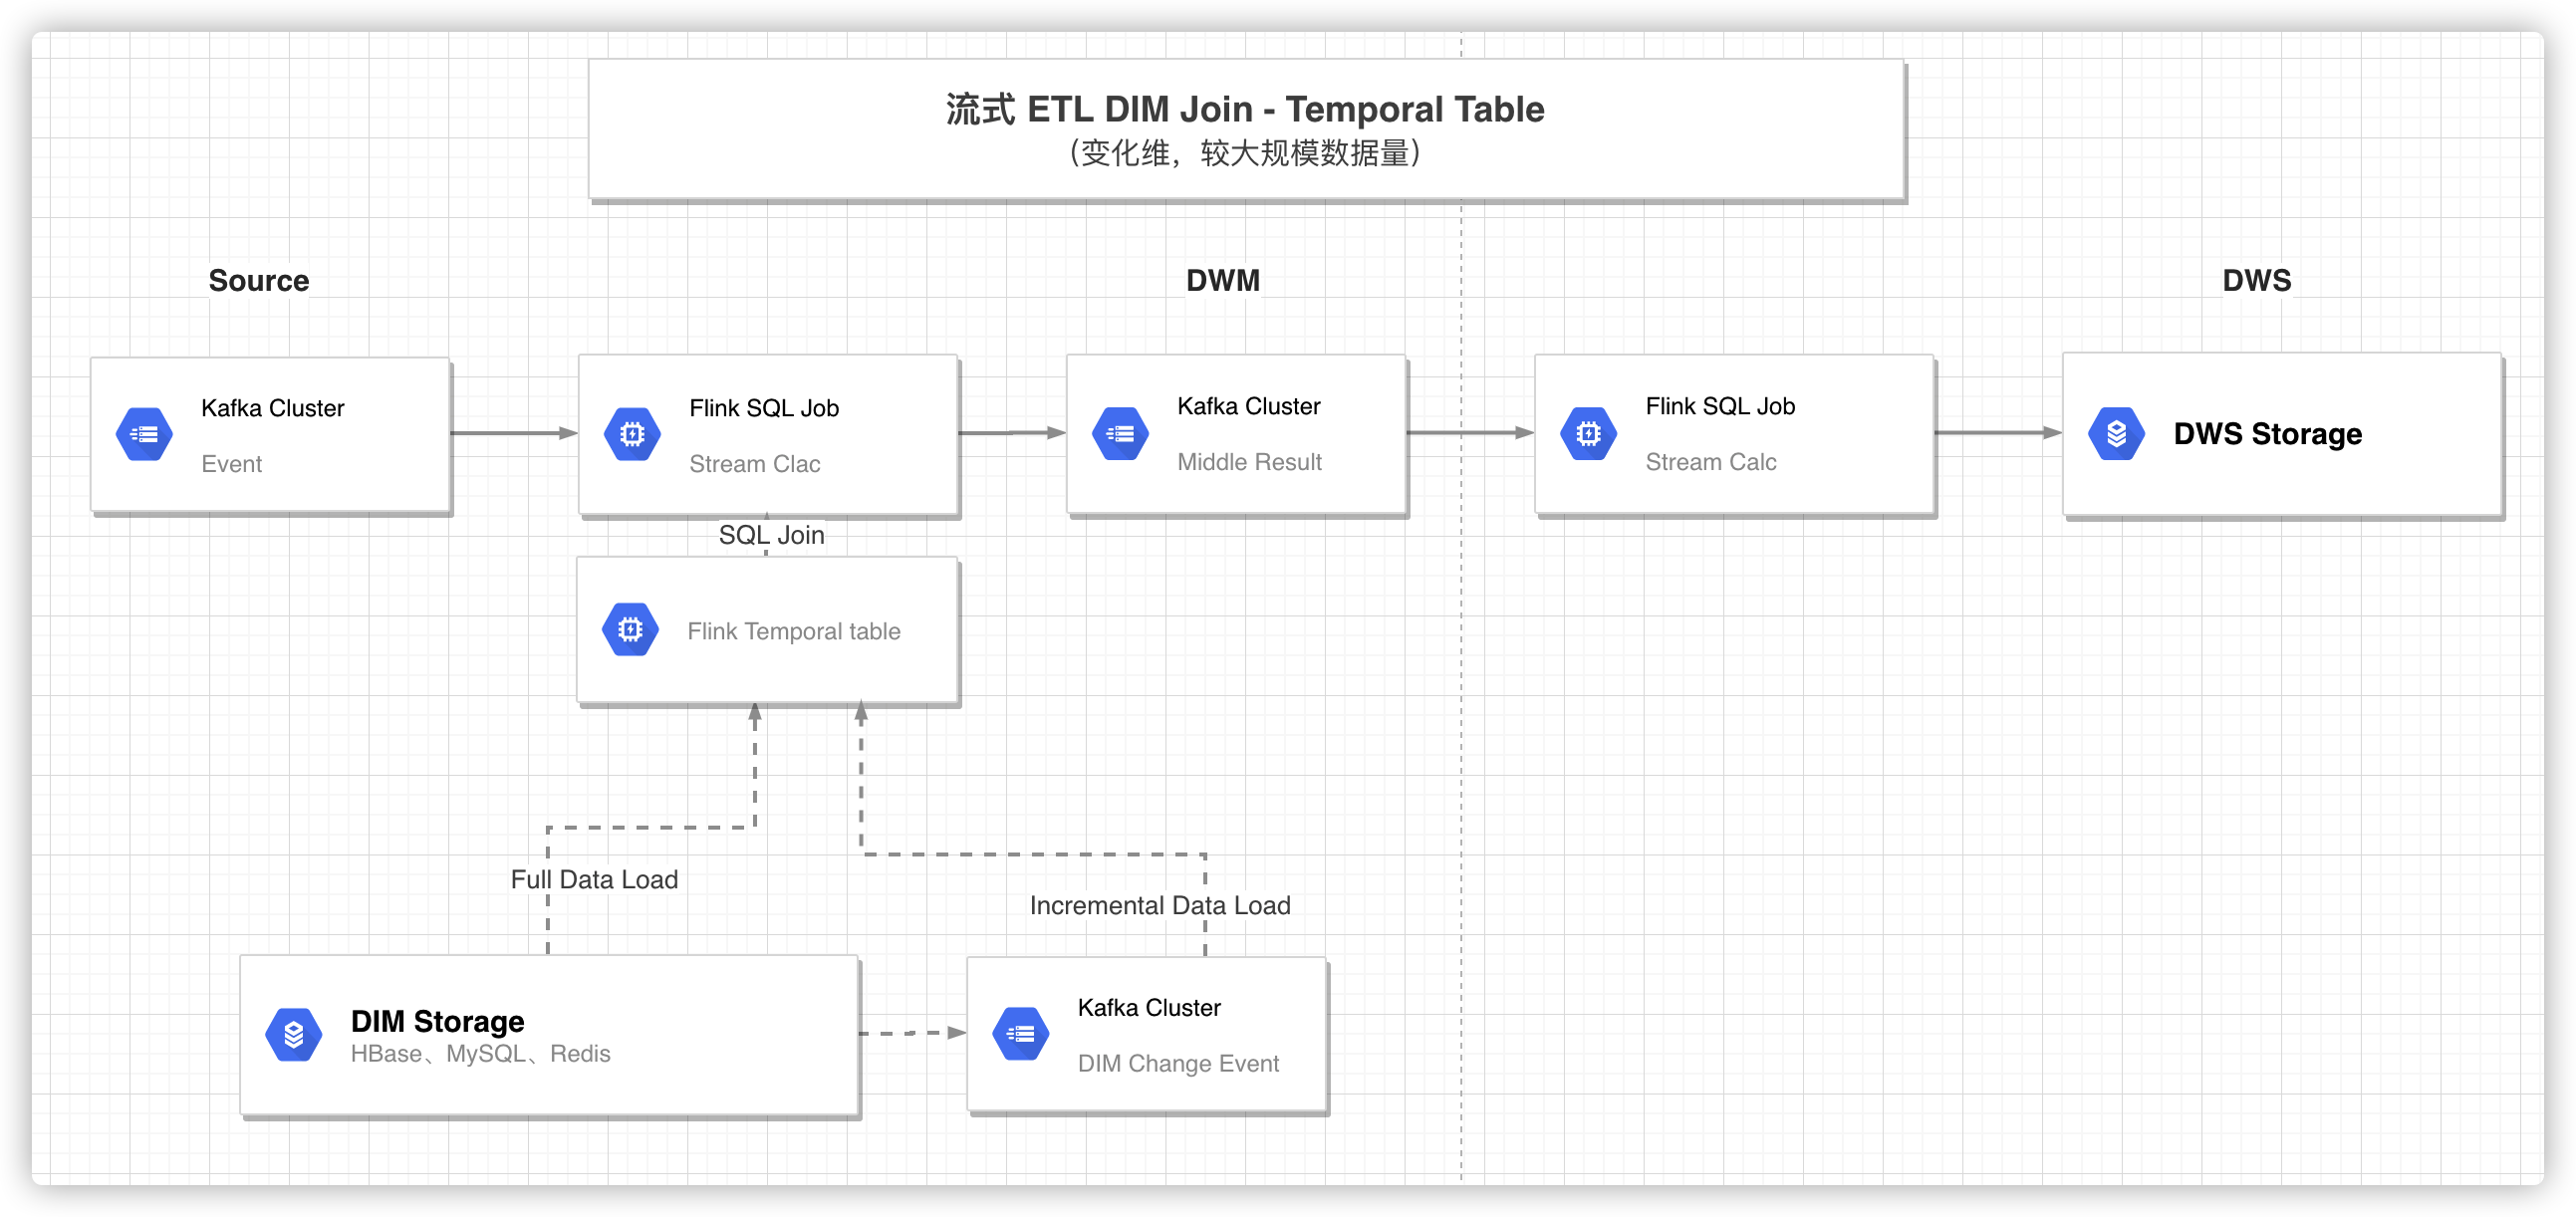 流式 ETL DIM Join - Temporal Table
（变化维，较大规模数据量）
Source
DWM
DWS
Kafka Cluster
Event
Flink SQL Job
Stream Clac
Kafka Cluster
Middle Result
Flink SQL Job
Stream Calc
DWS Storage
SQL Join
Flink Temporal table
Full Data Load
Incremental Data Load
DIM Storage
HBase、MySQL、Redis
Kafka Cluster
DIM Change Event